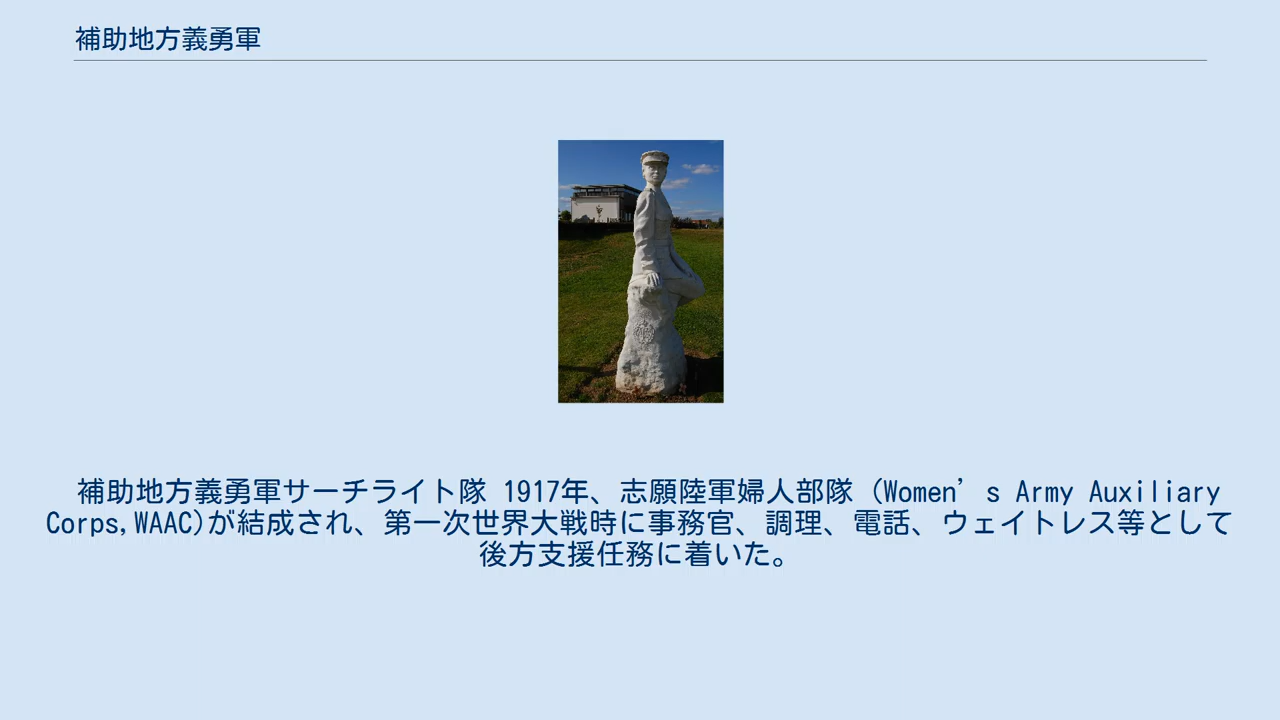 補助地方義勇軍
補助地方義勇軍サーチライト隊 1917年、志願陸軍婦人部隊 (Women’s Army Auxiliary
Corps,WAAC)が結成され、第一次世界大戦時に事務官、調理、電話、ウェイトレス等として
後方支援任務に着いた。